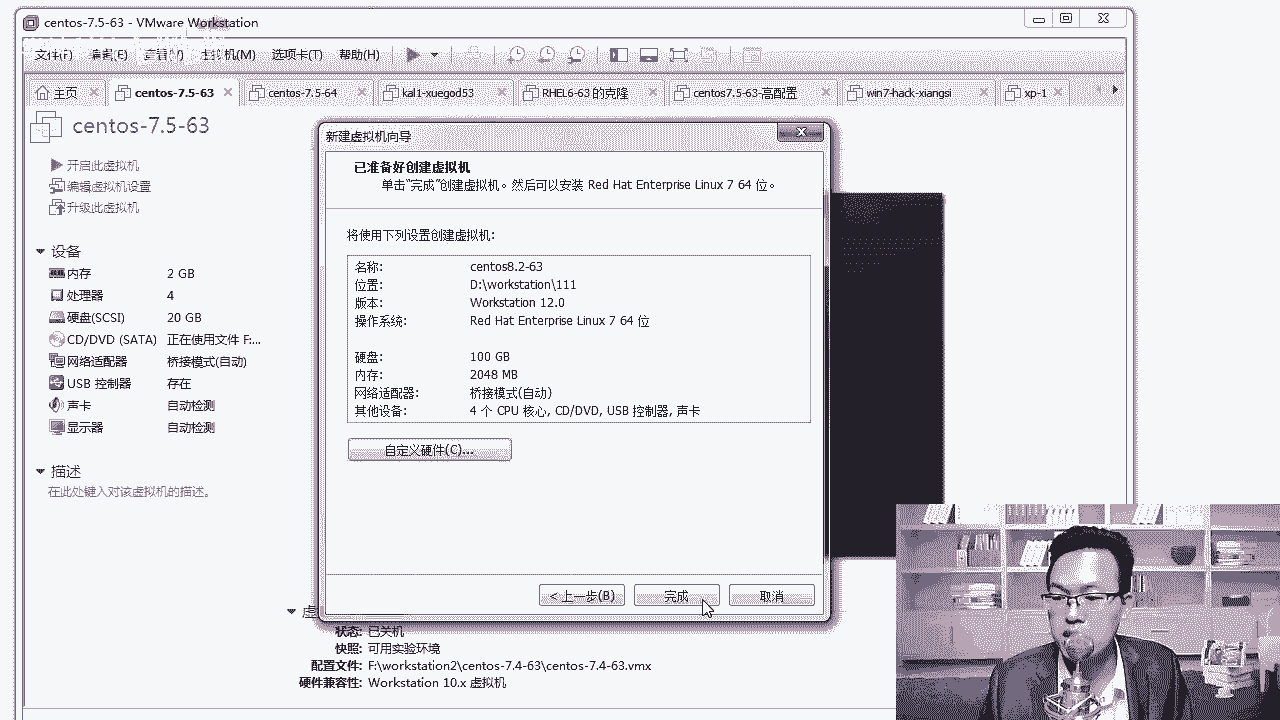 centos-7.5-63 - VMware Workstation
文件(F) 编辑(E) 查看(V) 虚拟机(M) 选项卡(T) 帮助(H)
主页 centos-7.5-63 centos-7.5-64 RHEL6-63的克隆 centos7.5-63-高配置 win7-hack-xiangsi xp-1
centos-7.5-63
开启此虚拟机
编辑虚拟机设置
升级此虚拟机
设备
内存 2 GB
处理器 4
硬盘(SCSI) 20 GB
CD/DVD (SATA) 正在使用文件 F:...
网络适配器 桥接模式(自动)
USB 控制器 存在
声卡 自动检测
显示器 自动检测
描述
在此处键入对该虚拟机的描述。
新建虚拟机向导
已准备好创建虚拟机
单击“完成”创建虚拟机。然后可以安装 Red Hat Enterprise Linux 7 64 位。
使用下列设置创建虚拟机:
名称: centos8.2-63
位置: D:\workstation\111
版本: Workstation 12.0
操作系统: Red Hat Enterprise Linux 7 64 位
硬盘: 100 GB
内存: 2048 MB
网络适配器: 桥接模式(自动)
其他设备: 4 个 CPU 核心, CD/DVD, USB 控制器, 声卡
自定义硬件(C)...
< 上一步(B) 完成 取消
状态: 已关机
快照: 可用实验环境
配置文件: F:\workstation2\centos-7.4-63\centos-7.4-63.vmx
硬件兼容性: Workstation 10.x 虚拟机